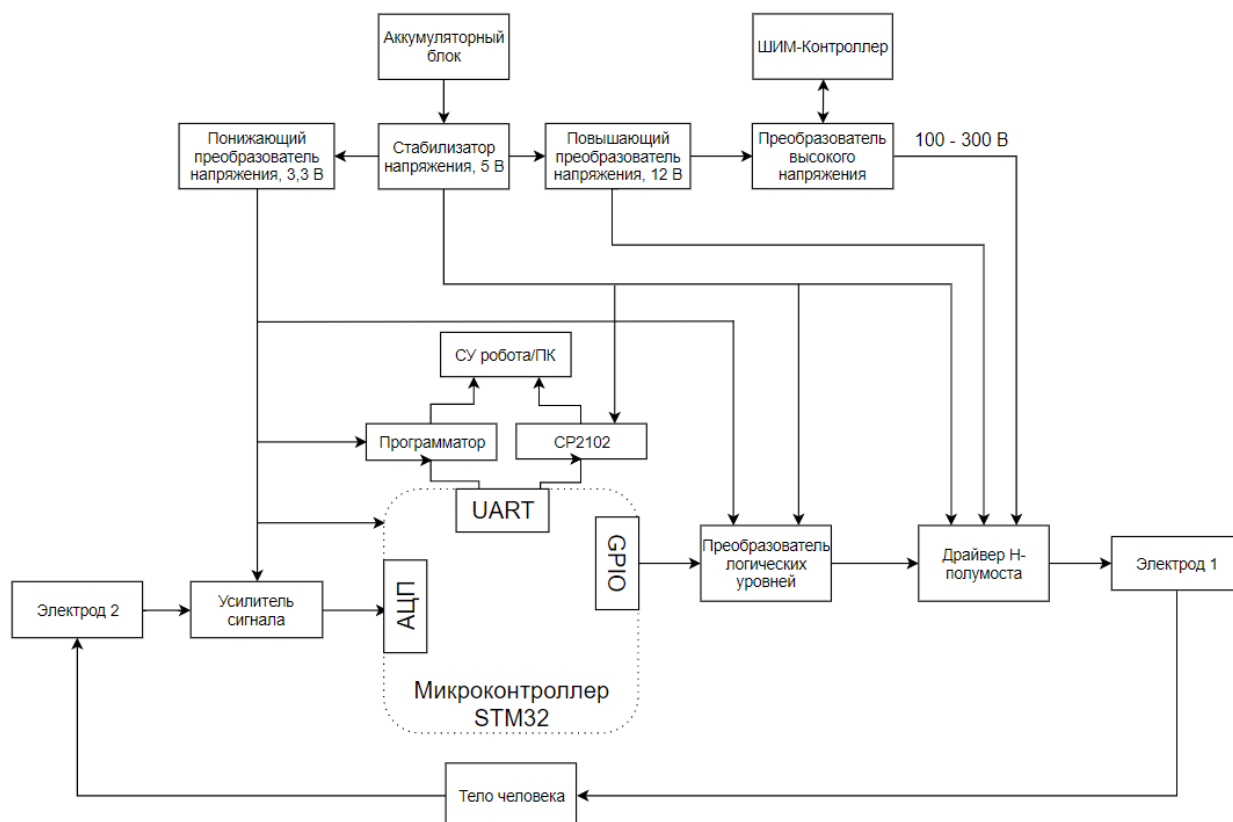 Аккумуляторный
блок
ШИМ-Контроллер
Понижающий
преобразователь
напряжения, 3,3 В
Стабилизатор
напряжения, 5 В
Повышающий
преобразователь
напряжения, 12 В
Преобразователь
высокого
напряжения
100 - 300 В
СУ робота/ПК
Программатор
CP2102
UART
GPIO
Преобразователь
логических
уровней
Драйвер Н-
полумоста
Электрод 1
Электрод 2
Усилитель
сигнала
АЦП
Микроконтроллер
STM32
Тело человека